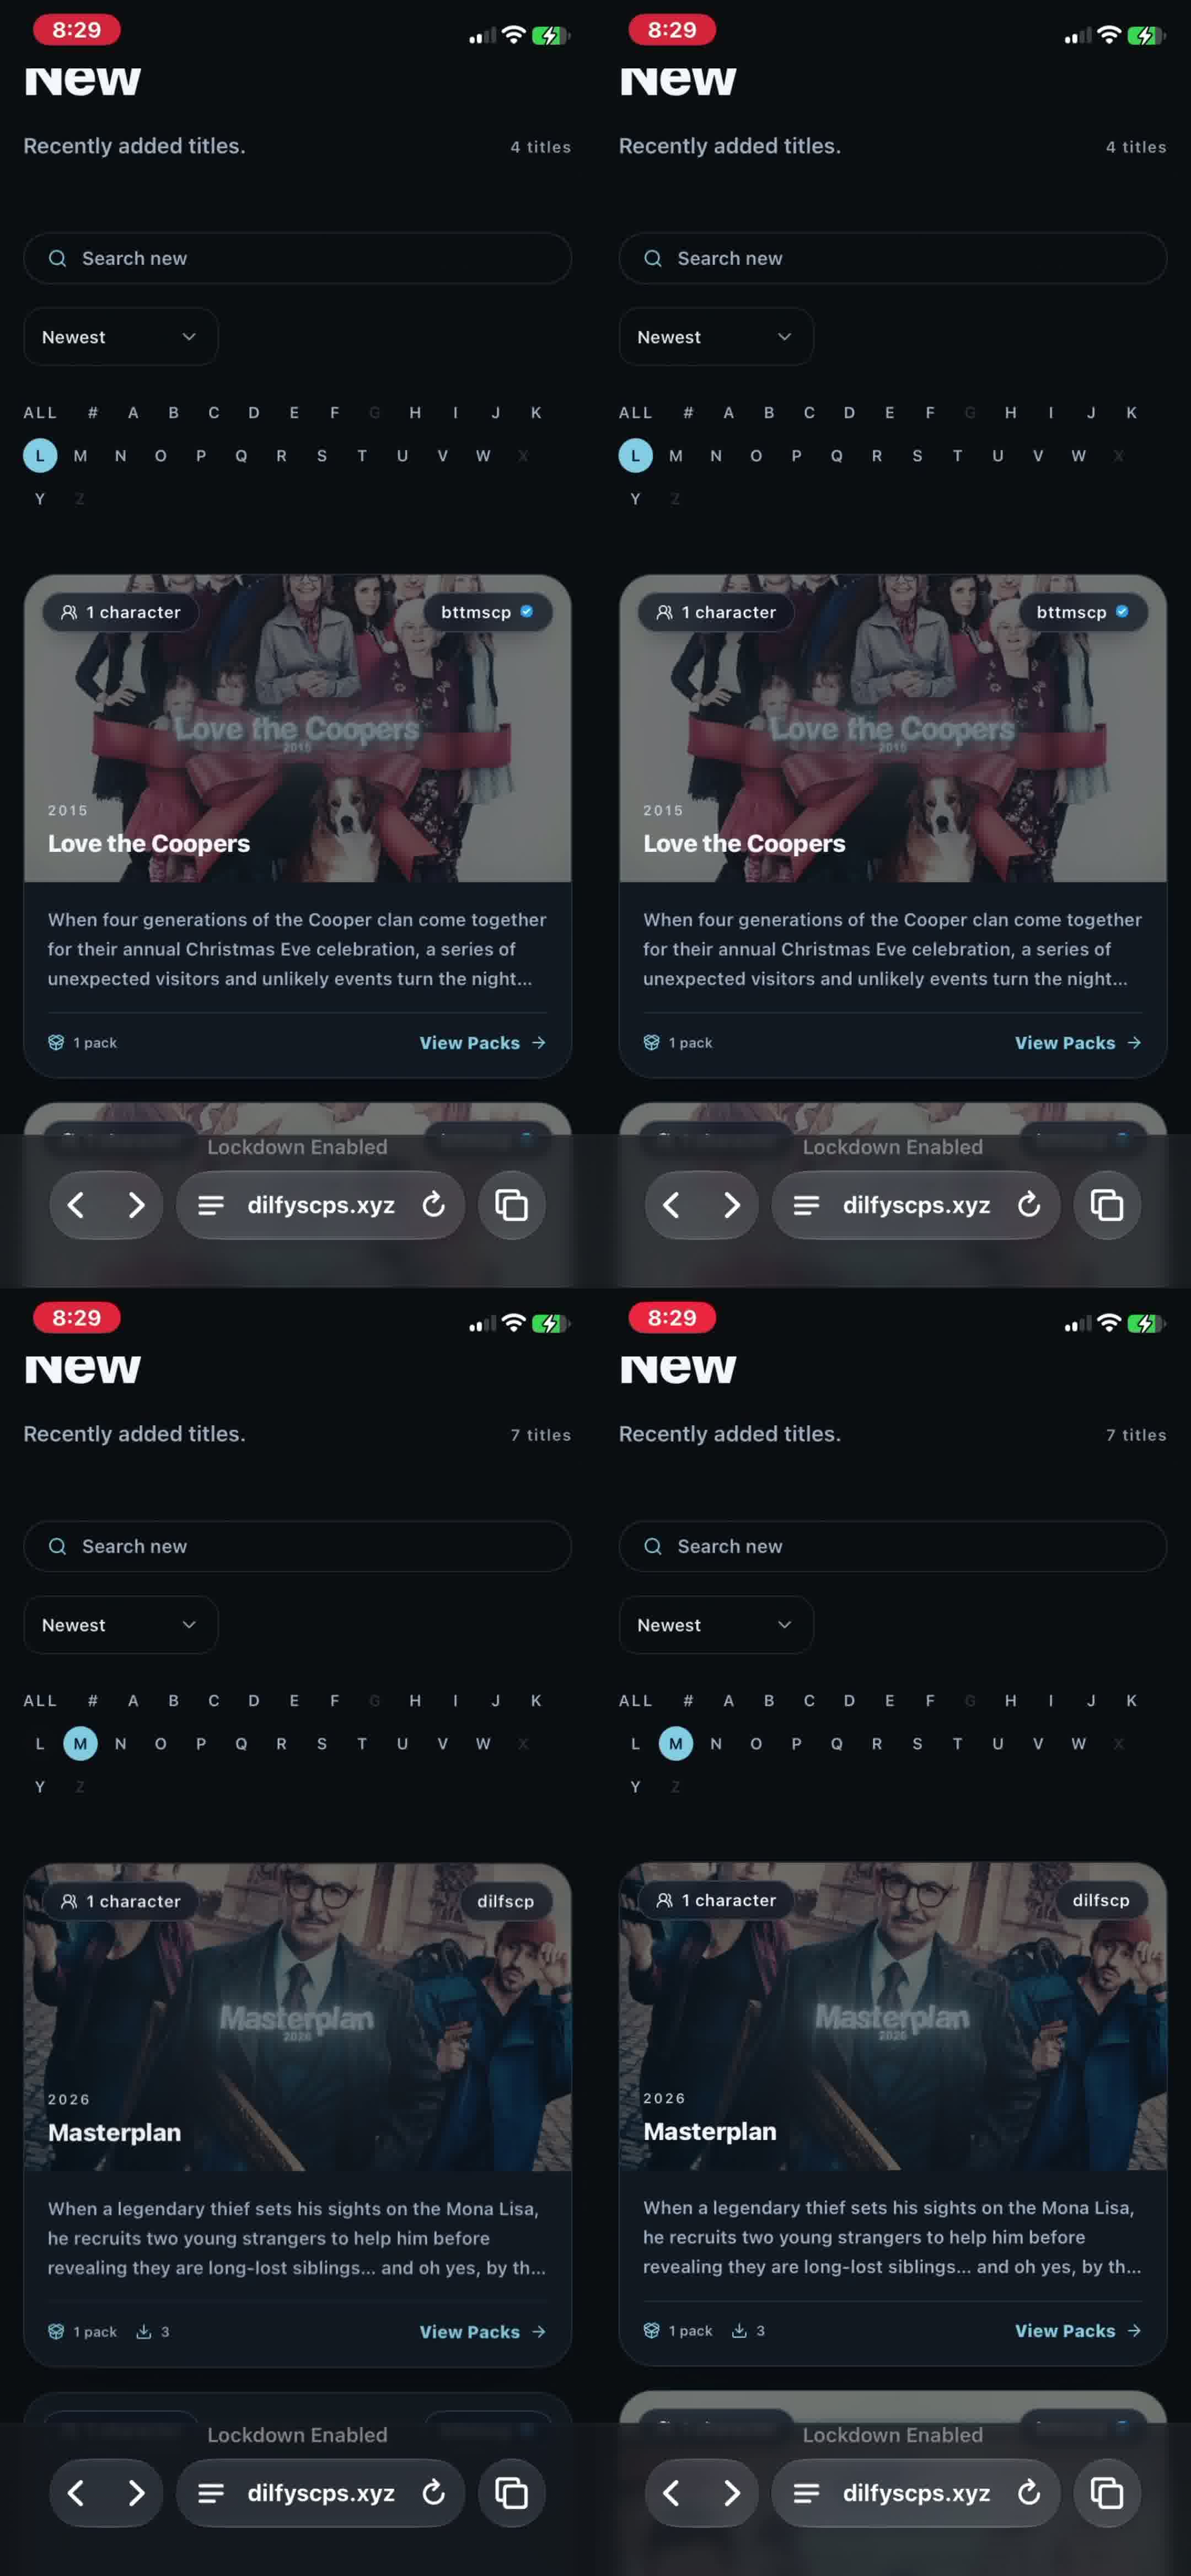 8:29
New
Recently added titles.
4 titles
Search new
Newest
ALL # A B C D E F G H I J K
L M N O P Q R S T U V W X
Y Z
1 character
bttmscp
Love the Coopers
2015
2015
Love the Coopers
When four generations of the Cooper clan come together
for their annual Christmas Eve celebration, a series of
unexpected visitors and unlikely events turn the night...
1 pack
View Packs
Lockdown Enabled
dilfyscps.xyz
8:29
New
Recently added titles.
4 titles
Search new
Newest
ALL # A B C D E F G H I J K
L M N O P Q R S T U V W X
Y Z
1 character
bttmscp
Love the Coopers
2015
2015
Love the Coopers
When four generations of the Cooper clan come together
for their annual Christmas Eve celebration, a series of
unexpected visitors and unlikely events turn the night...
1 pack
View Packs
Lockdown Enabled
dilfyscps.xyz
8:29
New
Recently added titles.
7 titles
Search new
Newest
ALL # A B C D E F G H I J K
L M N O P Q R S T U V W X
Y Z
1 character
dilfscp
Masterplan
2026
2026
Masterplan
When a legendary thief sets his sights on the Mona Lisa,
he recruits two young strangers to help him before
revealing they are long-lost siblings... and oh yes, by th...
1 pack
3
View Packs
Lockdown Enabled
dilfyscps.xyz
8:29
New
Recently added titles.
7 titles
Search new
Newest
ALL # A B C D E F G H I J K
L M N O P Q R S T U V W X
Y Z
1 character
dilfscp
Masterplan
2026
2026
Masterplan
When a legendary thief sets his sights on the Mona Lisa,
he recruits two young strangers to help him before
revealing they are long-lost siblings... and oh yes, by th...
1 pack
3
View Packs
Lockdown Enabled
dilfyscps.xyz